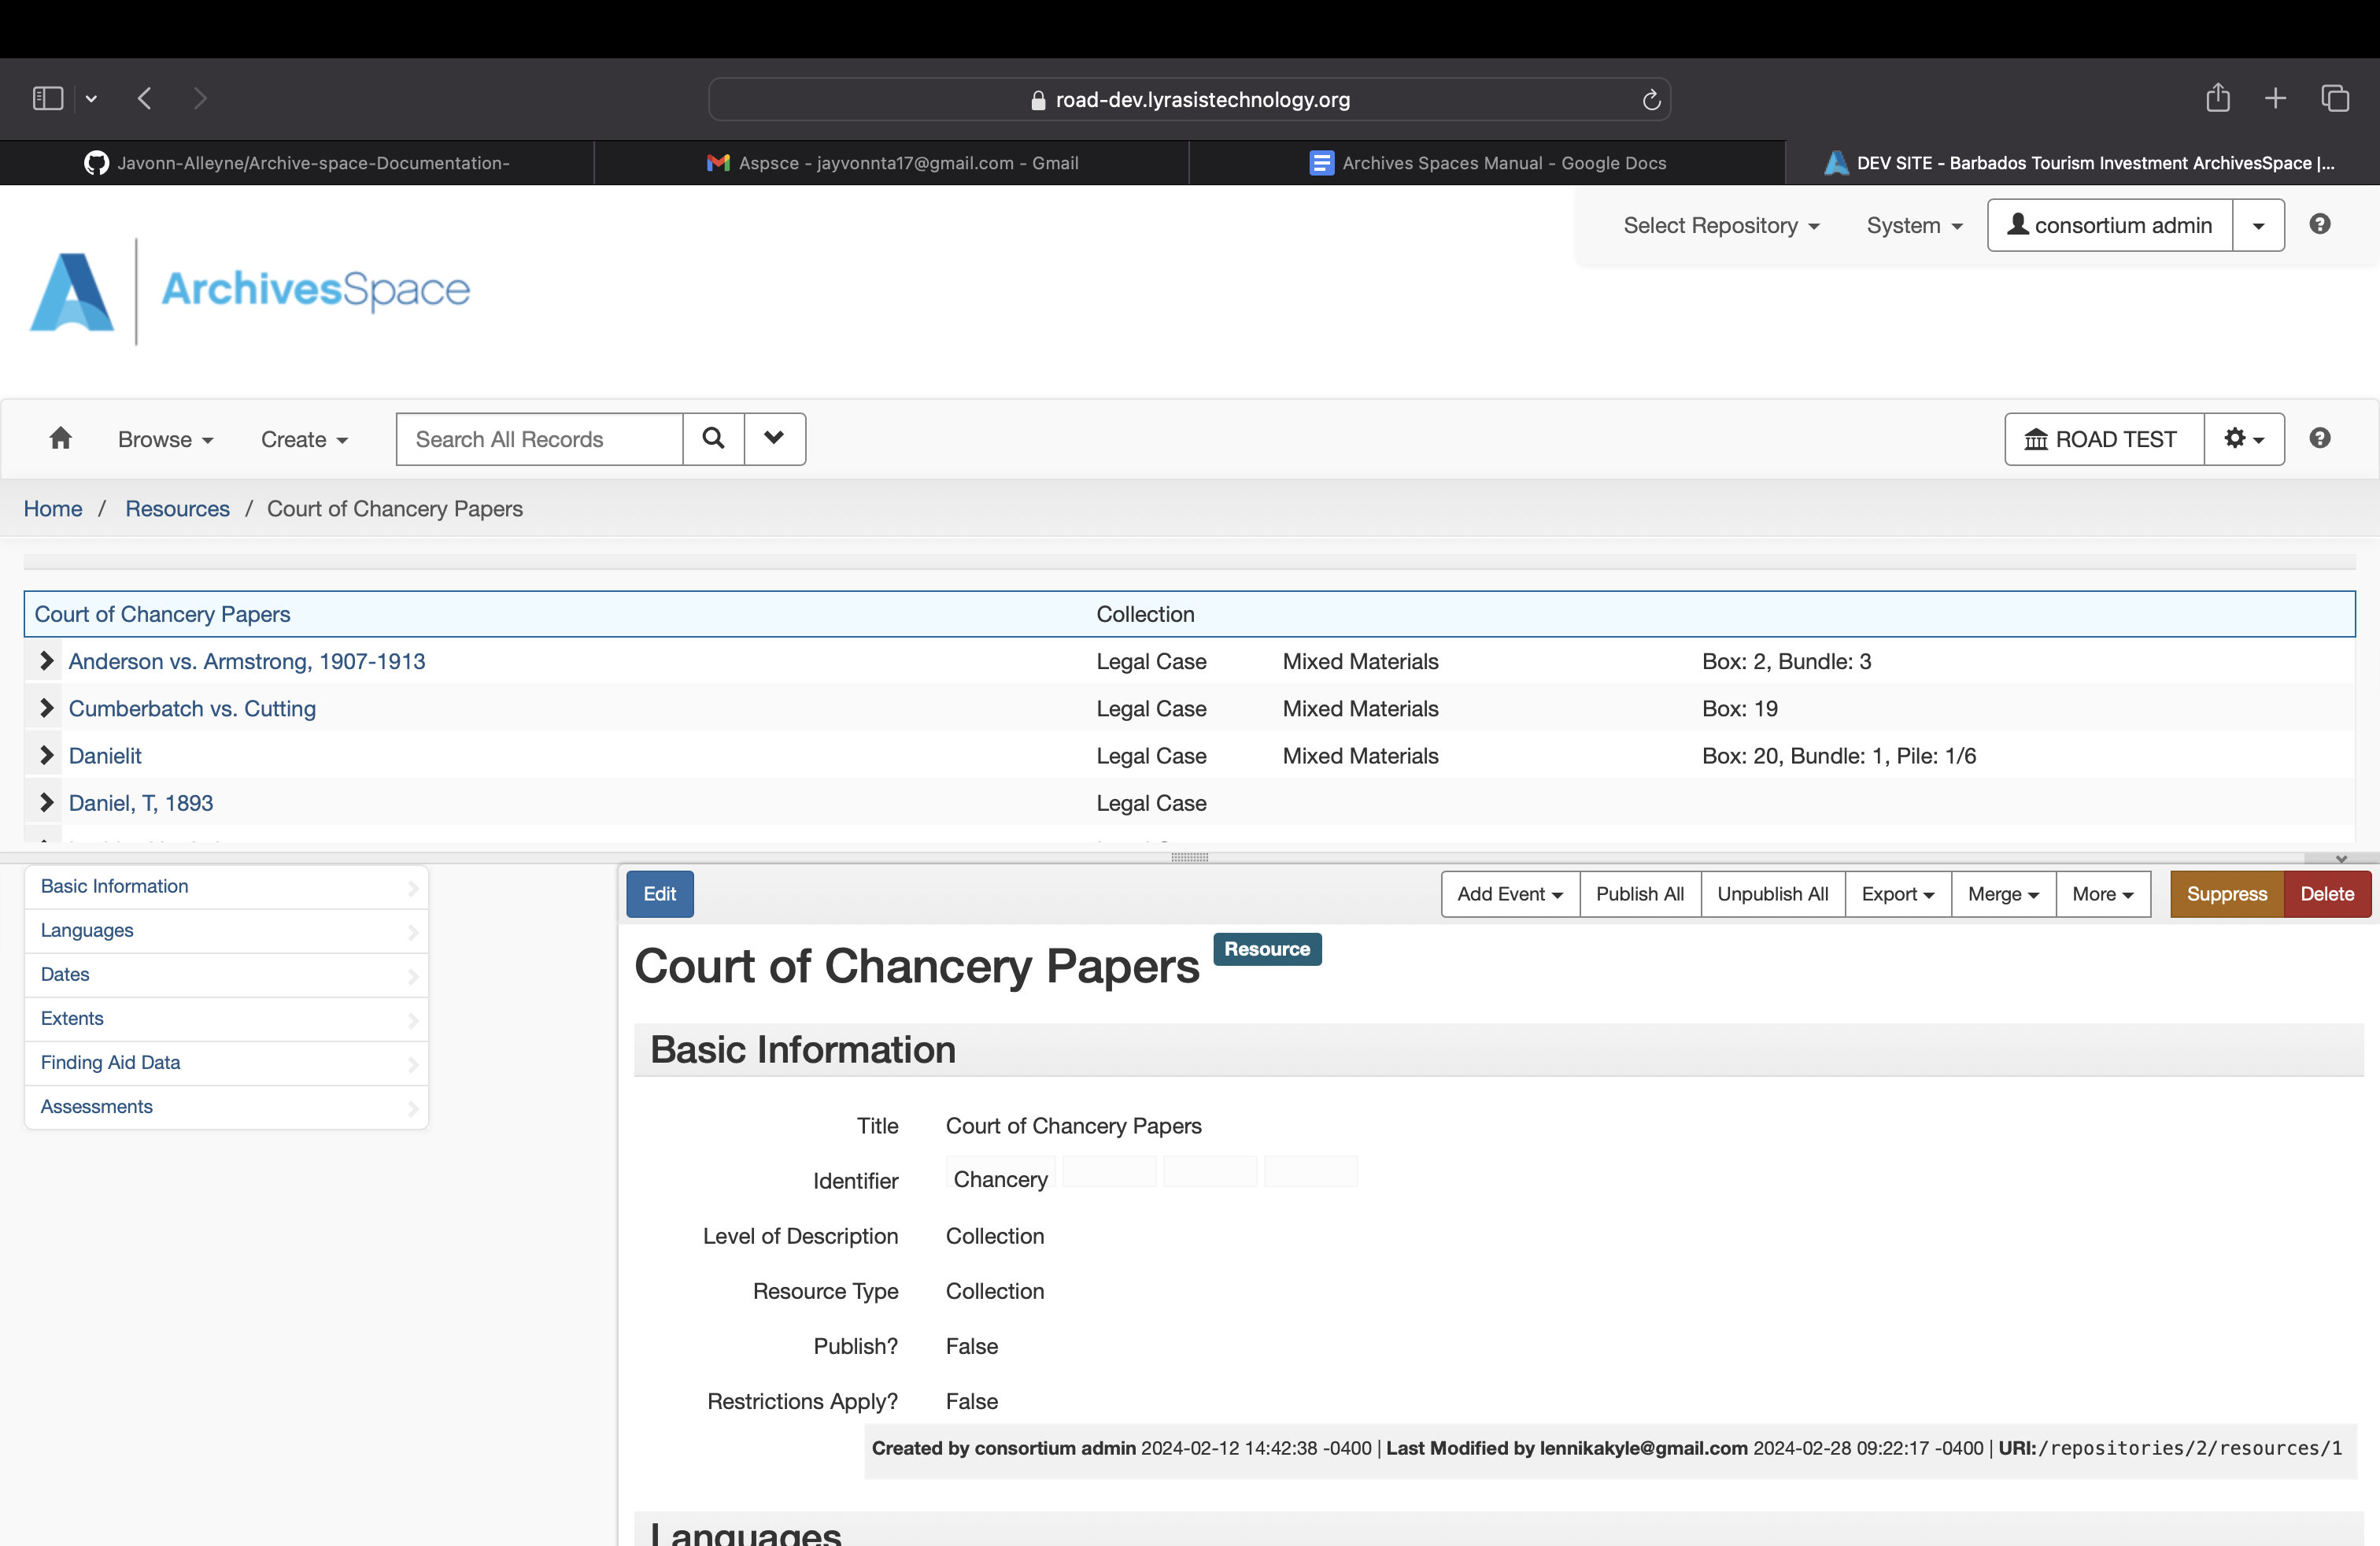 road-dev.lyrasistechnology.org
Javonn-Alleyne/Archive-space-Documentation-
Aspsce - jayvonnta17@gmail.com - Gmail
Archives Spaces Manual - Google Docs
DEV SITE - Barbados Tourism Investment ArchivesSpace |...
Select Repository
System
consortium admin
ArchivesSpace
Browse
Create
Search All Records
ROAD TEST
Home / Resources / Court of Chancery Papers
Court of Chancery Papers Collection
Anderson vs. Armstrong, 1907-1913 Legal Case Mixed Materials Box: 2, Bundle: 3
Cumberbatch vs. Cutting Legal Case Mixed Materials Box: 19
Danielit Legal Case Mixed Materials Box: 20, Bundle: 1, Pile: 1/6
Daniel, T, 1893 Legal Case
Basic Information
Languages
Dates
Extents
Finding Aid Data
Assessments
Edit
Add Event
Publish All
Unpublish All
Export
Merge
More
Suppress
Delete
Court of Chancery Papers Resource
Basic Information
Title Court of Chancery Papers
Identifier Chancery
Level of Description Collection
Resource Type Collection
Publish? False
Restrictions Apply? False
Created by consortium admin 2024-02-12 14:42:38 -0400 | Last Modified by lennikakyle@gmail.com 2024-02-28 09:22:17 -0400 | URI:/repositories/2/resources/1
Languages